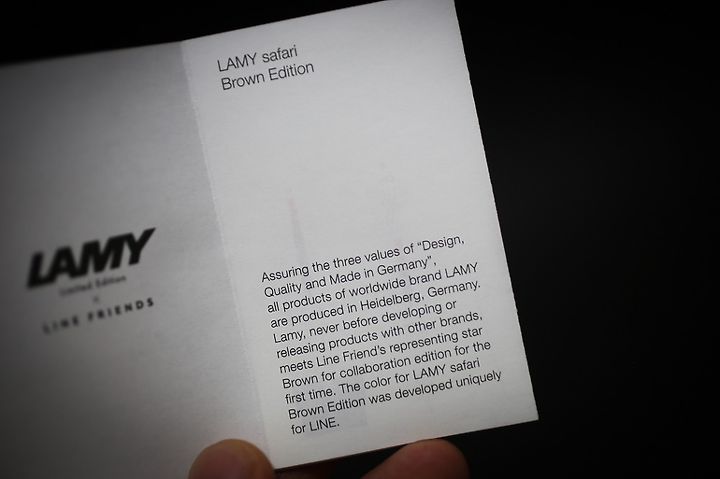 LAMY
Limited Edition
x
LINE FRIENDS
LAMY safari
Brown Edition
Assuring the three values of “Design,
Quality and Made in Germany”,
all products of worldwide brand LAMY
are produced in Heidelberg, Germany.
Lamy, never before developing or
releasing products with other brands,
meets Line Friend's representing star
Brown for collaboration edition for the
first time. The color for LAMY safari
Brown Edition was developed uniquely
for LINE.